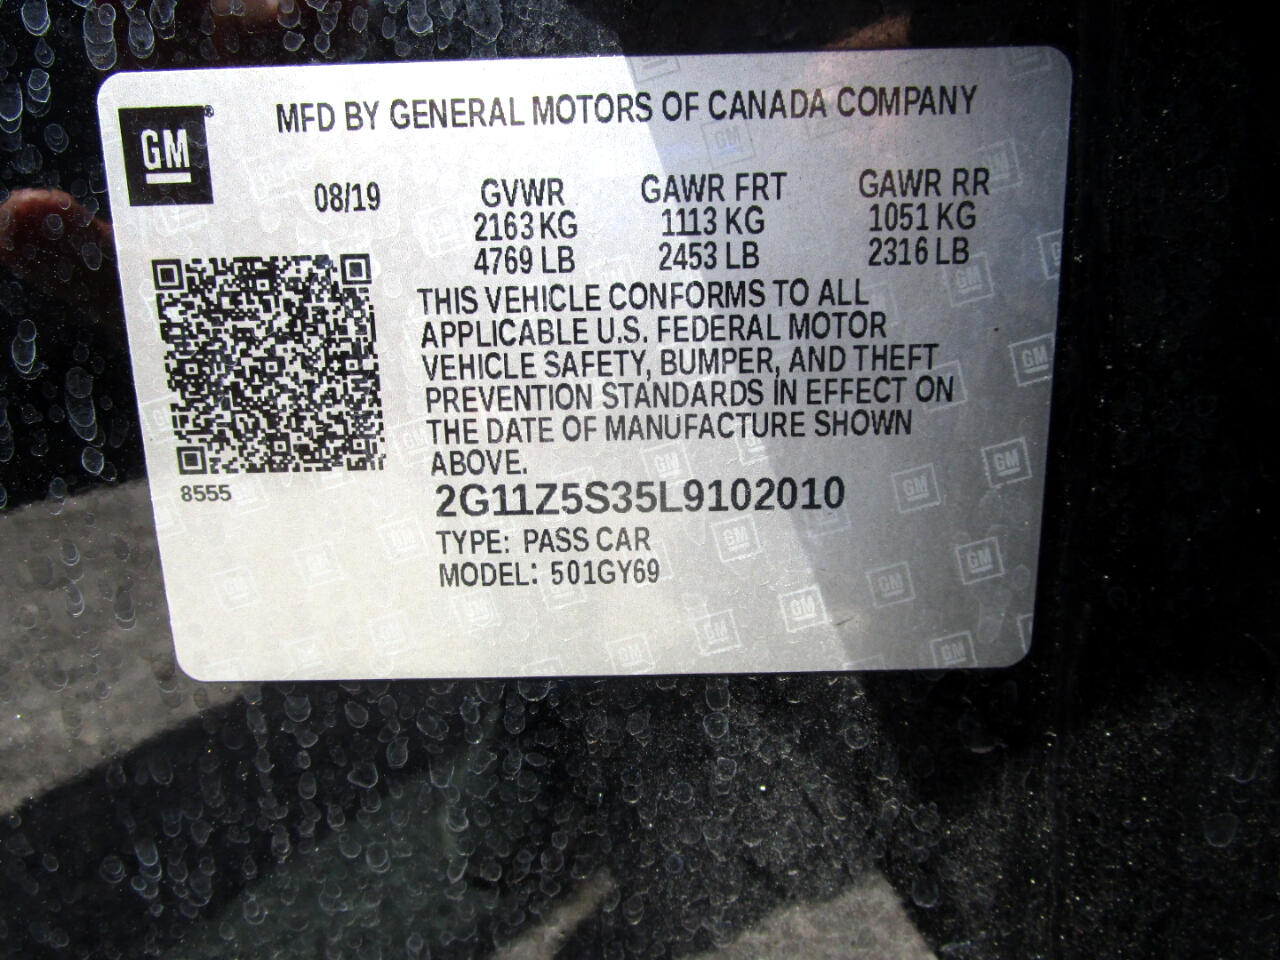 GM®
MFD BY GENERAL MOTORS OF CANADA COMPANY
08/19 GVWR GAWR FRT GAWR RR
2163 KG 1113 KG 1051 KG
4769 LB 2453 LB 2316 LB
THIS VEHICLE CONFORMS TO ALL
APPLICABLE U.S. FEDERAL MOTOR
VEHICLE SAFETY, BUMPER, AND THEFT
PREVENTION STANDARDS IN EFFECT ON
THE DATE OF MANUFACTURE SHOWN
ABOVE.
8555
2G11Z5S35L9102010
TYPE: PASS CAR
MODEL: 501GY69